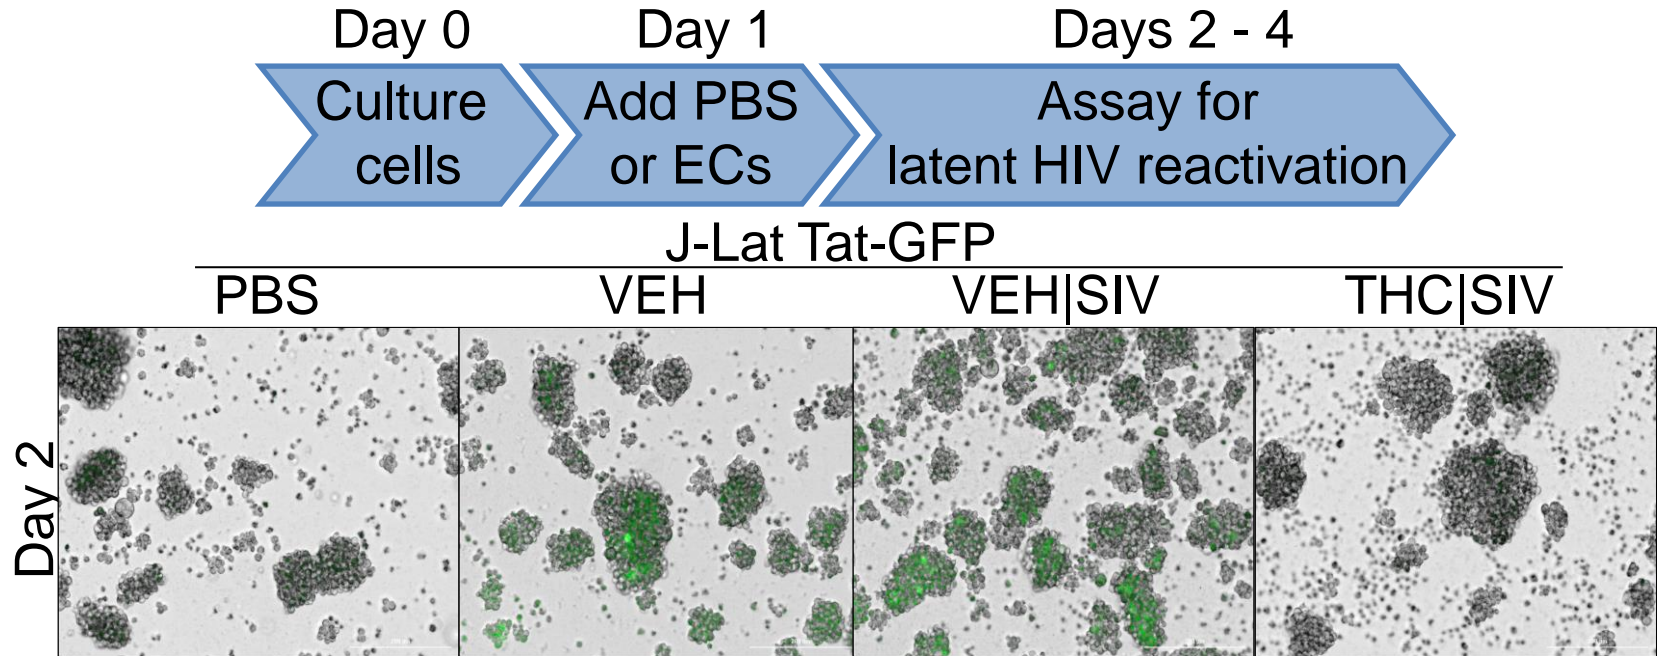 Day 0
Day 1
Days 2 - 4
Culture
cells
Add PBS
or ECs
Assay for
latent HIV reactivation
J-Lat Tat-GFP
PBS
VEH
VEH|SIV
THC|SIV
Day 2